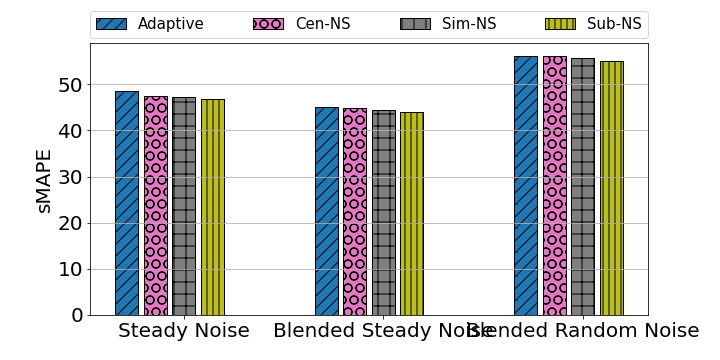 Adaptive Cen-NS Sim-NS Sub-NS
50
40
30
20
10
0
sMAPE
Steady Noise Blended Steady Noise Blended Random Noise